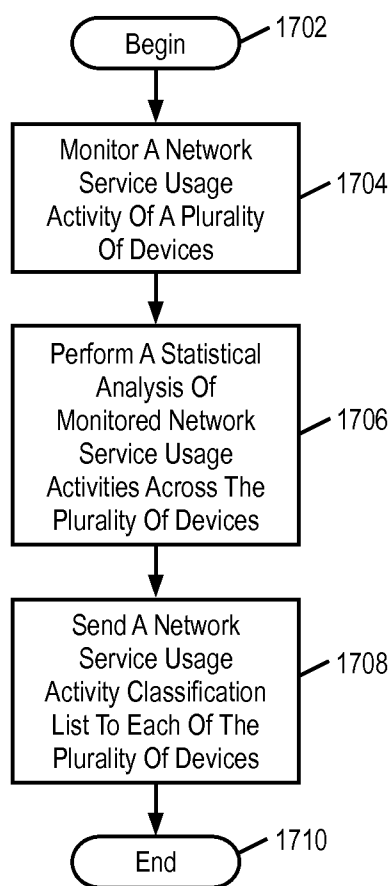 Begin
1702
Monitor A Network
Service Usage
Activity Of A Plurality
Of Devices
1704
Perform A Statistical
Analysis Of
Monitored Network
Service Usage
Activities Across The
Plurality Of Devices
1706
Send A Network
Service Usage
Activity Classification
List To Each Of The
Plurality Of Devices
1708
End
1710